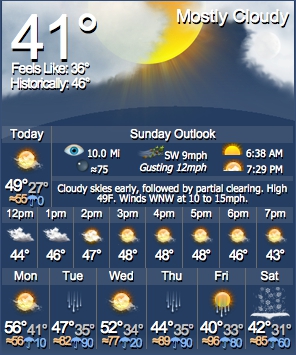 41°
Mostly Cloudy
Feels Like: 36°
Historically: 46°
Today
Sunday Outlook
10.0 Mi
SW 9mph
6:38 AM
≈75
Gusting 12mph
7:29 PM
49° 27°
≈55 0
Cloudy skies early, followed by partial clearing. High
49F. Winds WNW at 10 to 15mph.
12pm 1pm 2pm 3pm 4pm 5pm 6pm 7pm
44° 46° 47° 48° 48° 48° 46° 43°
Mon Tue Wed Thu Fri Sat
56° 41° 47° 35° 52° 34° 44° 35° 40° 33° 42° 31°
≈56 10 ≈82 90 ≈77 20 ≈89 90 ≈96 80 ≈85 60